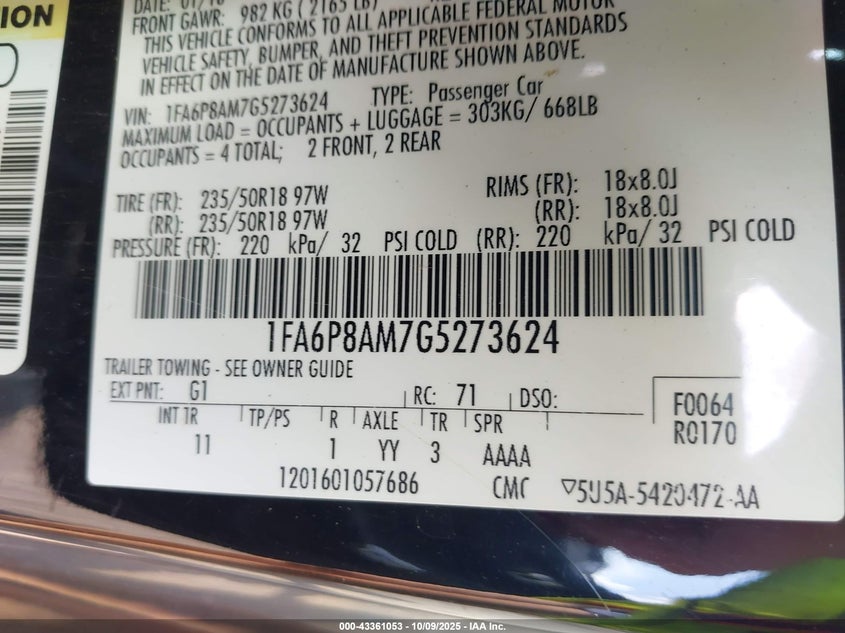 TION
DATE: 01/16
FRONT GAWR: 982 KG ( 2165 LB)
THIS VEHICLE CONFORMS TO ALL APPLICABLE FEDERAL MOTOR
VEHICLE SAFETY, BUMPER, AND THEFT PREVENTION STANDARDS
IN EFFECT ON THE DATE OF MANUFACTURE SHOWN ABOVE.
VIN: 1FA6P8AM7G5273624 TYPE: Passenger Car
MAXIMUM LOAD = OCCUPANTS + LUGGAGE = 303KG/ 668LB
OCCUPANTS = 4 TOTAL; 2 FRONT, 2 REAR
TIRE (FR): 235/50R18 97W RIMS (FR): 18x8.0J
(RR): 235/50R18 97W (RR): 18x8.0J
PRESSURE (FR): 220 kPa/ 32 PSI COLD (RR): 220 kPa/ 32 PSI COLD
1FA6P8AM7G5273624
TRAILER TOWING - SEE OWNER GUIDE
EXT PNT: G1 RC: 71 DSO:
F0064
INT TR TP/PS R AXLE TR SPR
R0170
11 1 YY 3 AAAA
1201601057686 CMC ▽5U5A-5420472-AA
000-43361053 - 10/09/2025 - IAA Inc.